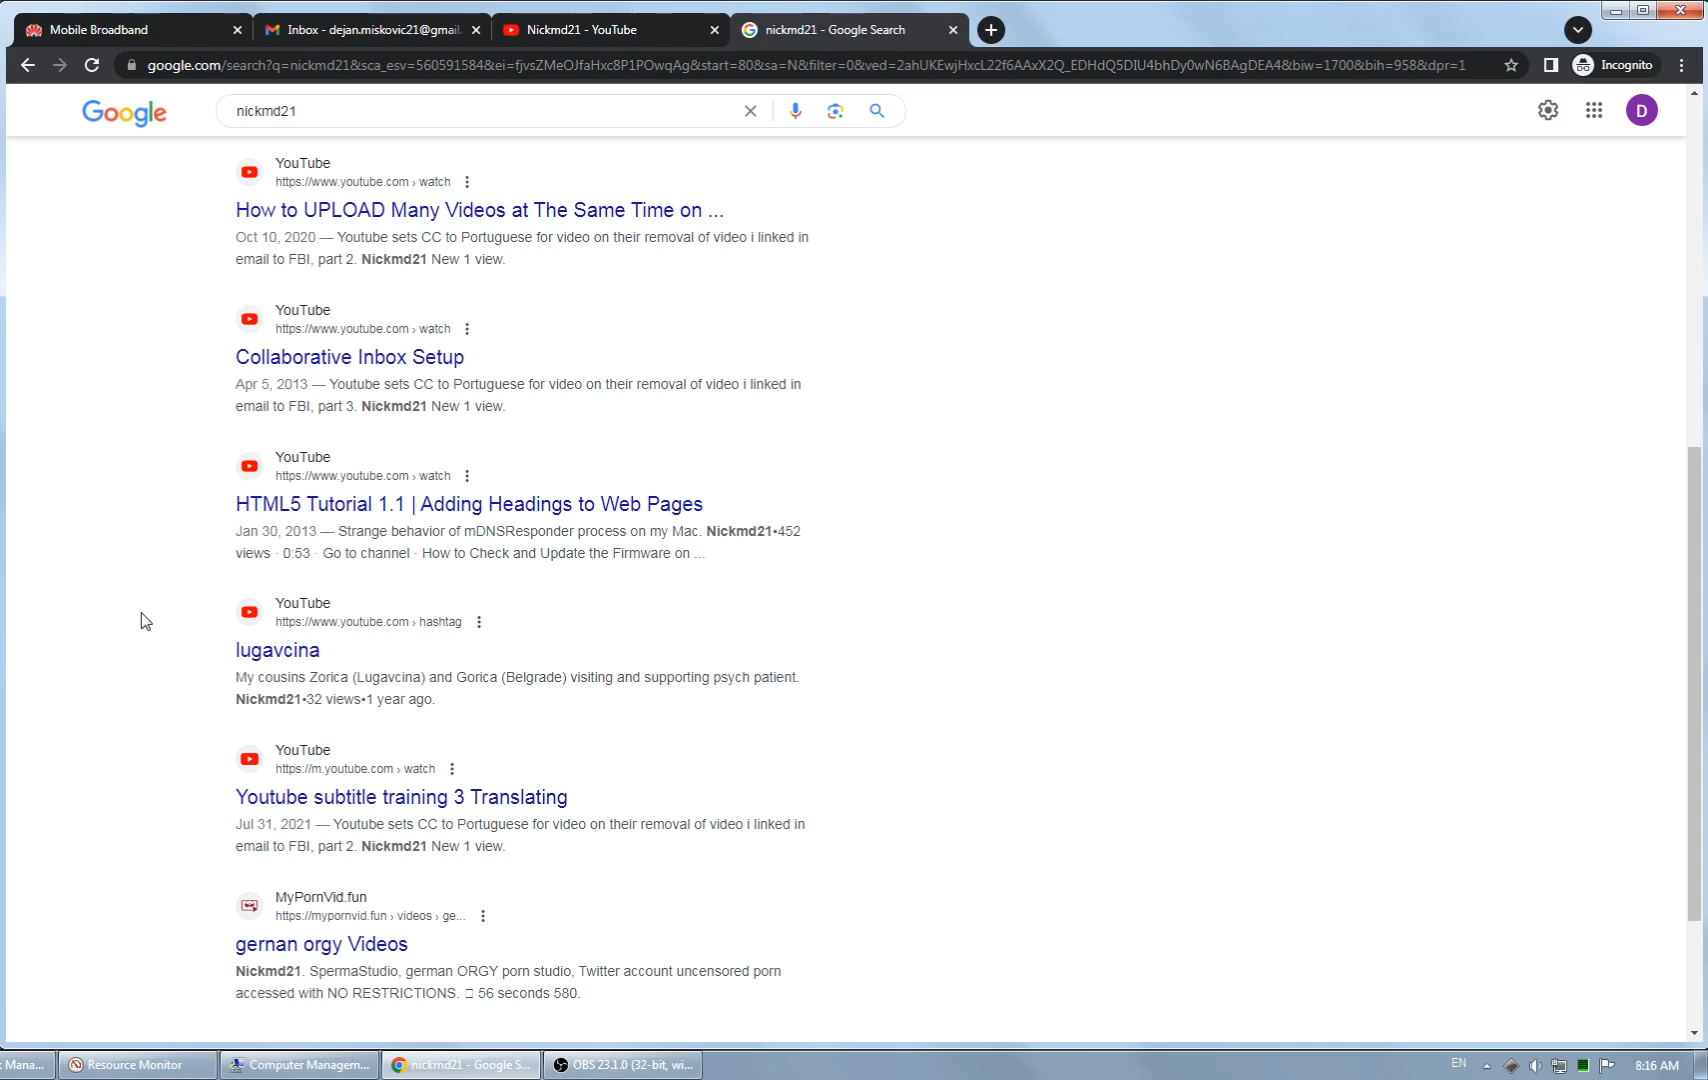 Mobile Broadband
Inbox - dejan.miskovic21@gmail.
Nickmd21 - YouTube
nickmd21 - Google Search
google.com/search?q=nickmd21&sca_esv=560591584&ei=fjvsZMeOJfaHxc8P1POwqAg&start=80&sa=N&filter=0&ved=2ahUKEwjHxcL22f6AAxX2Q_EDHdQ5DIU4bhDy0wN6BAgDEA4&biw=1700&bih=958&dpr=1
Incognito
Google
nickmd21
D
YouTube
https://www.youtube.com › watch
How to UPLOAD Many Videos at The Same Time on ...
Oct 10, 2020 — Youtube sets CC to Portuguese for video on their removal of video i linked in
email to FBI, part 2. Nickmd21 New 1 view.
YouTube
https://www.youtube.com › watch
Collaborative Inbox Setup
Apr 5, 2013 — Youtube sets CC to Portuguese for video on their removal of video i linked in
email to FBI, part 3. Nickmd21 New 1 view.
YouTube
https://www.youtube.com › watch
HTML5 Tutorial 1.1 | Adding Headings to Web Pages
Jan 30, 2013 — Strange behavior of mDNSResponder process on my Mac. Nickmd21•452
views · 0:53 · Go to channel · How to Check and Update the Firmware on ...
YouTube
https://www.youtube.com › hashtag
lugavcina
My cousins Zorica (Lugavcina) and Gorica (Belgrade) visiting and supporting psych patient.
Nickmd21•32 views•1 year ago.
YouTube
https://m.youtube.com › watch
Youtube subtitle training 3 Translating
Jul 31, 2021 — Youtube sets CC to Portuguese for video on their removal of video i linked in
email to FBI, part 2. Nickmd21 New 1 view.
MyPornVid.fun
https://mypornvid.fun › videos › ge...
gernan orgy Videos
Nickmd21. SpermaStudio, german ORGY porn studio, Twitter account uncensored porn
accessed with NO RESTRICTIONS. 56 seconds 580.
Mana...
Resource Monitor
Computer Managem...
nickmd21 - Google S...
OBS 23.1.0 (32-bit, wi...
EN
8:16 AM